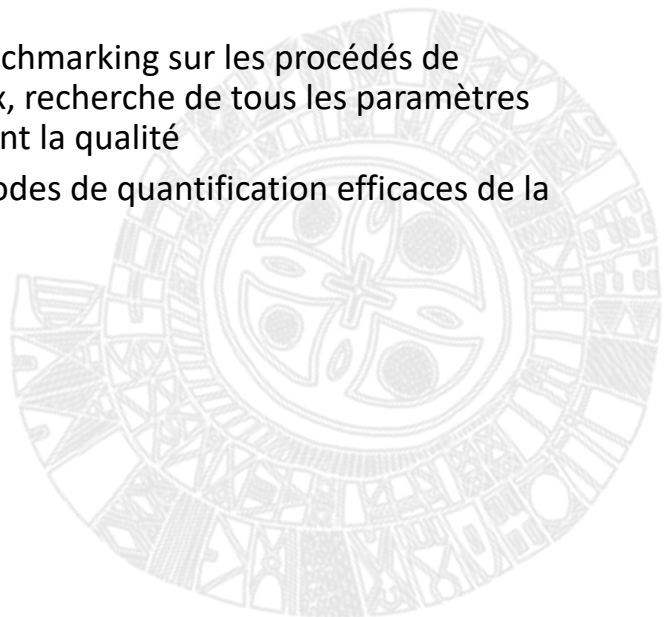 chmarking sur les procédés de
x, recherche de tous les paramètres
nt la qualité
odes de quantification efficaces de la